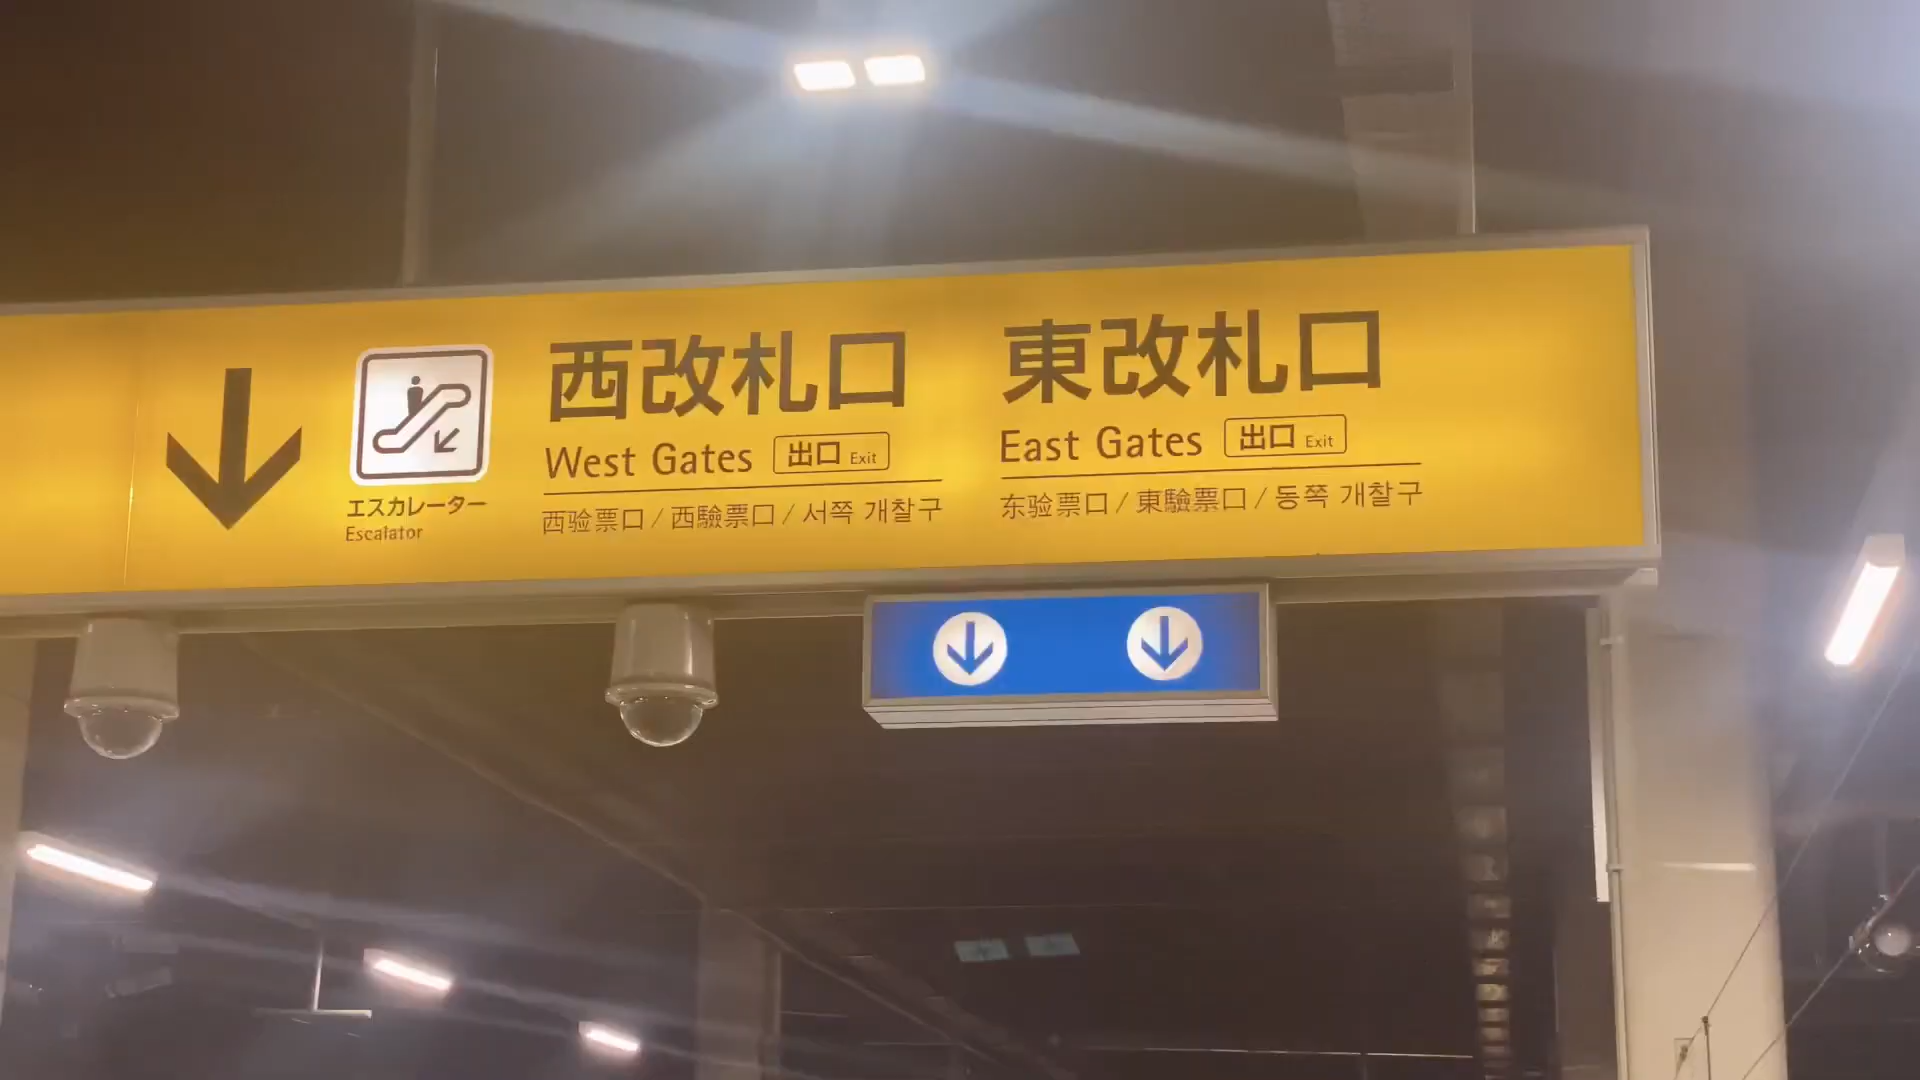 エスカレーター
Escalator
西改札口
West Gates 出口 Exit
西验票口 / 西驗票口 / 서쪽 개찰구
東改札口
East Gates 出口 Exit
东验票口 / 東驗票口 / 동쪽 개찰구